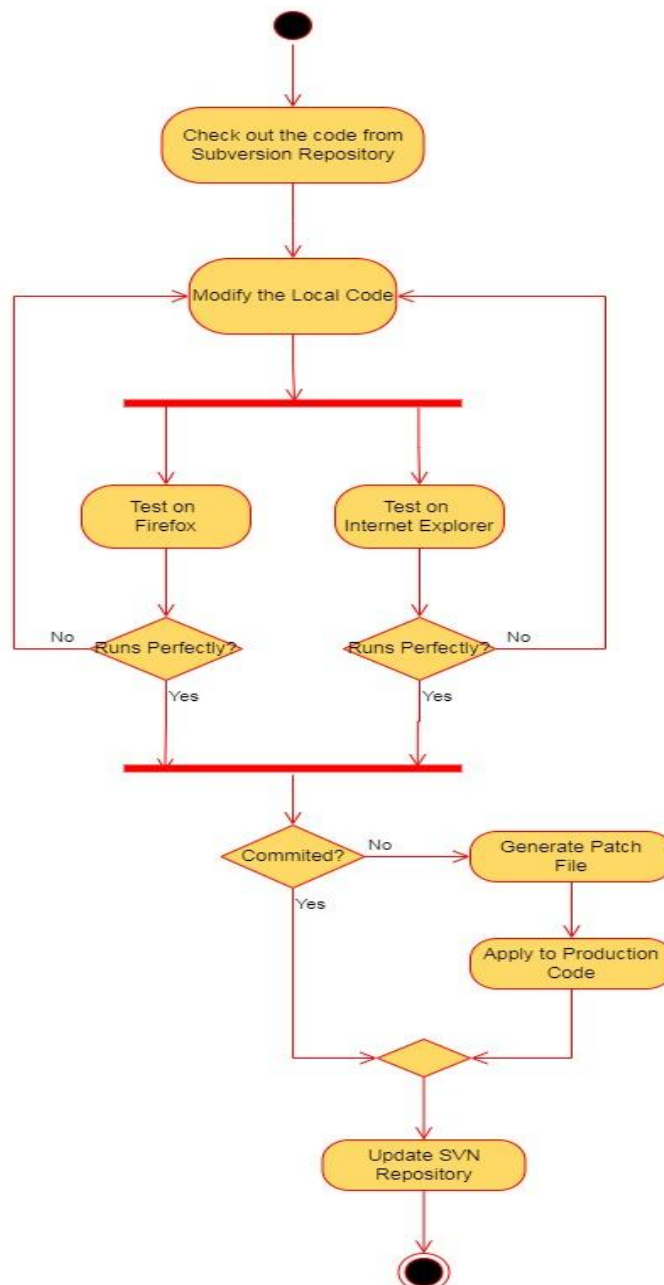 Check out the code from
Subversion Repository
Modify the Local Code
Test on
Firefox
Test on
Internet Explorer
No
Runs Perfectly?
Runs Perfectly?
No
Yes
Yes
Commited?
No
Generate Patch
File
Yes
Apply to Production
Code
Update SVN
Repository